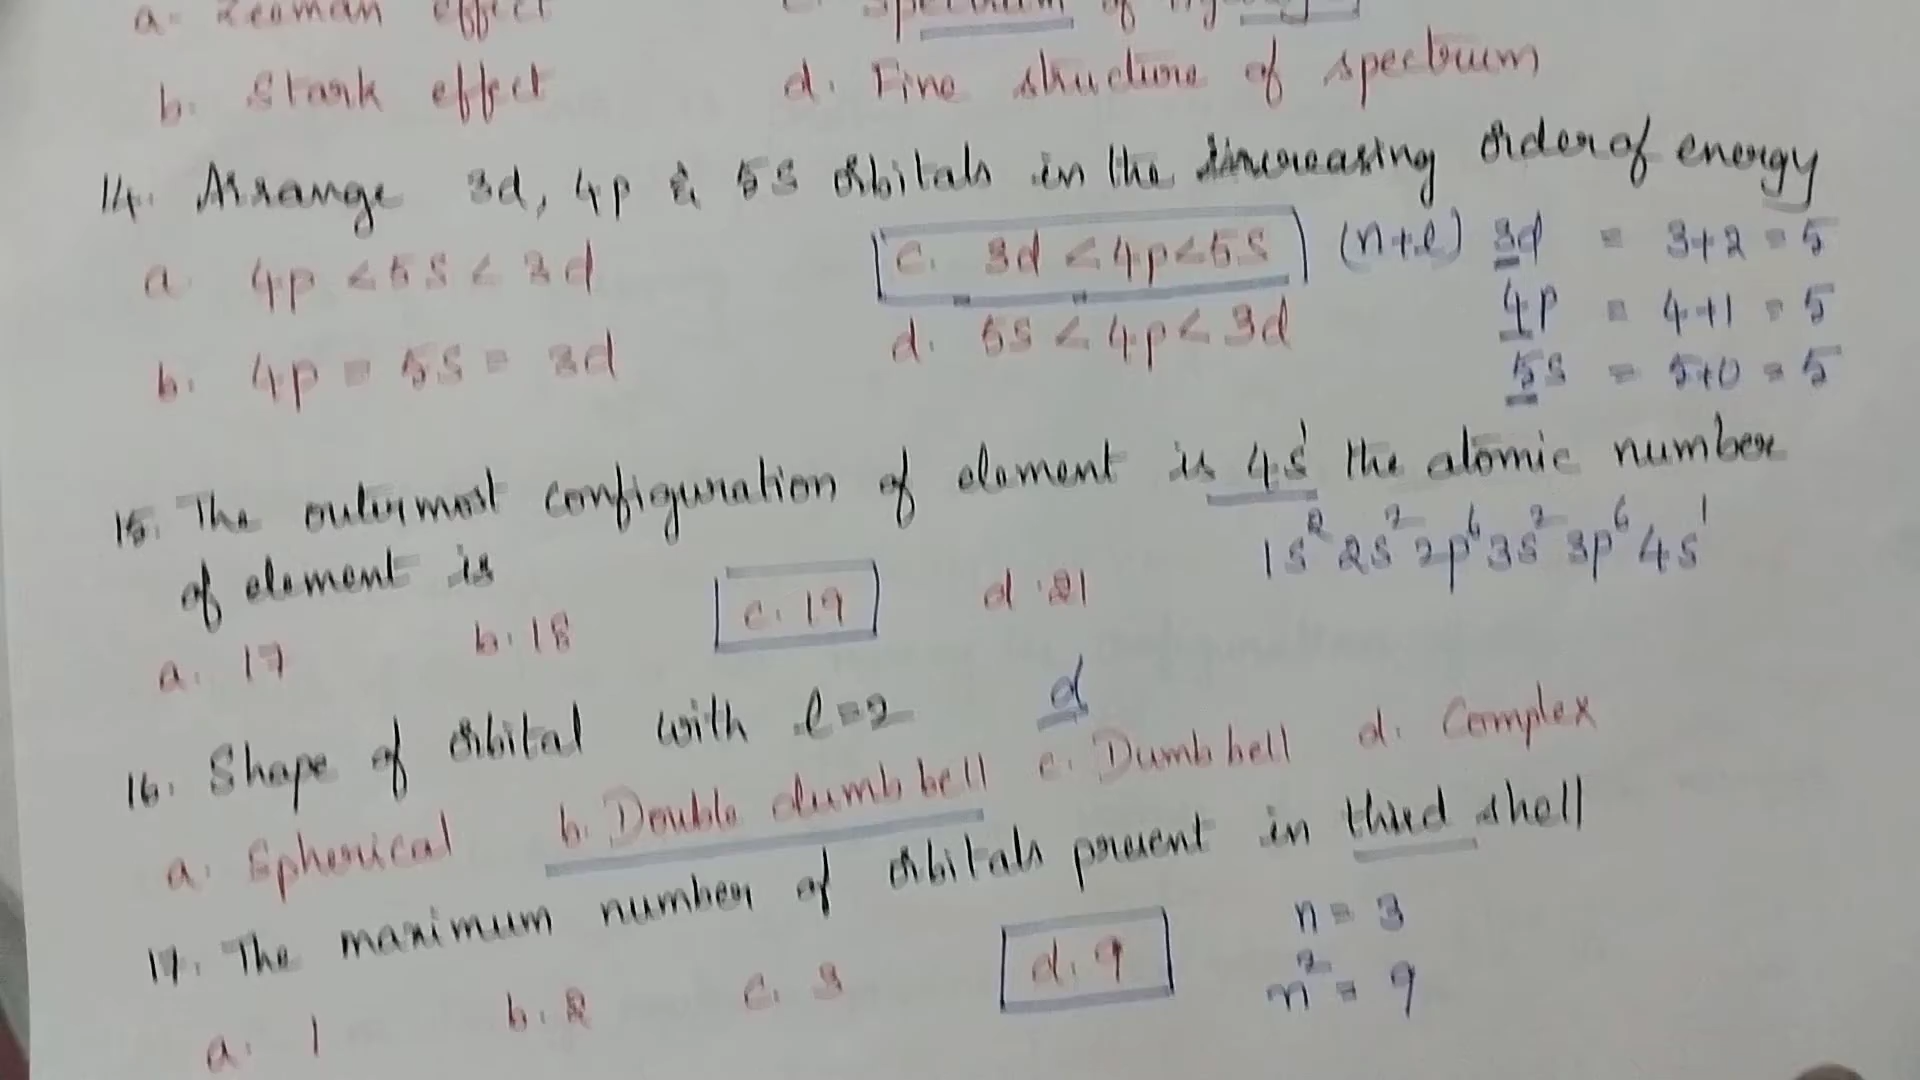 a. Zeeman effect
b. Stark effect
d. Fine structure of spectrum
14. Arrange 3d, 4p & 5s orbitals in the increasing order of energy
a. 4p < 5s < 3d
c. 3d < 4p < 5s
(n+l) 3d = 3+2 = 5
4p = 4+1 = 5
b. 4p = 5s = 3d
d. 5s < 4p < 3d
5s = 5+0 = 5
15. The outermost configuration of element is 4s¹ the atomic number
of element is
1s² 2s² 2p⁶ 3s² 3p⁶ 4s¹
a. 17 b. 18 c. 19 d. 21
16. Shape of orbital with l=2 d
a. Spherical b. Double dumb bell c. Dumb bell d. Complex
17. The maximum number of orbitals present in third shell
n = 3
a. 1 b. 2 c. 3 d. 9
n² = 9